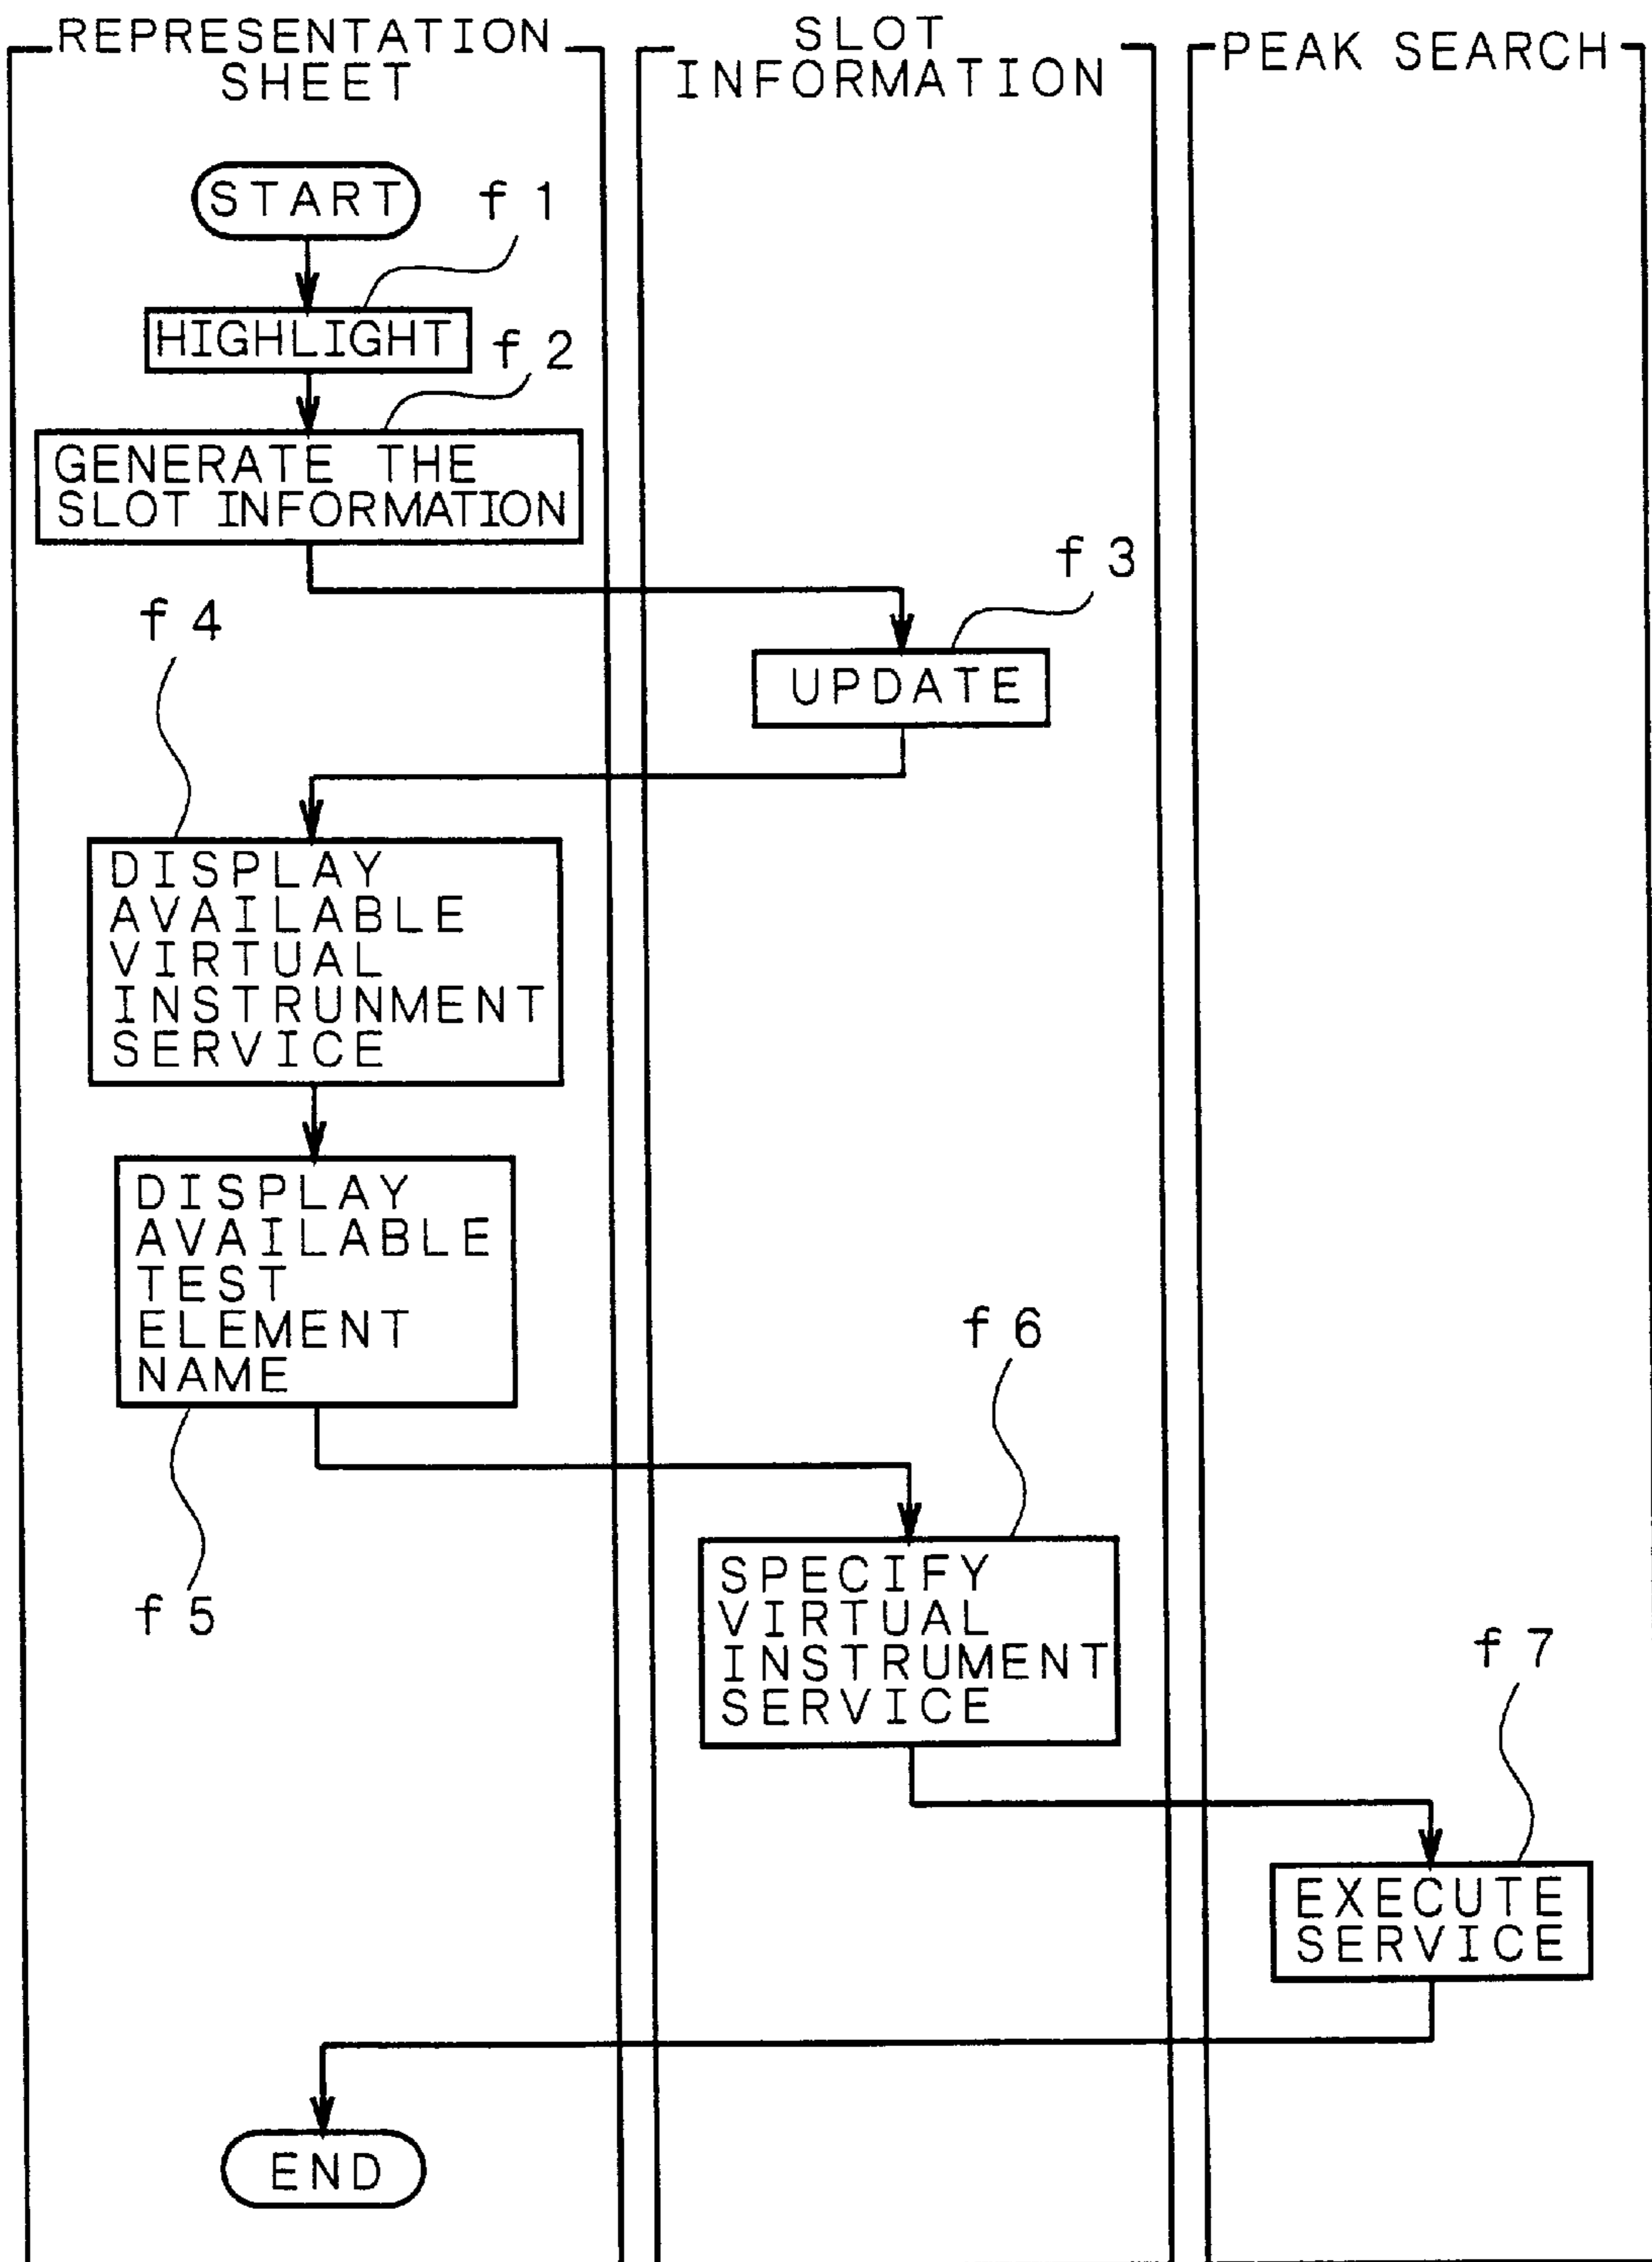 REPRESENTATION
SHEET
SLOT
INFORMATION
PEAK SEARCH
START
f 1
HIGHLIGHT
f 2
GENERATE THE
SLOT INFORMATION
f 3
UPDATE
f 4
DISPLAY
AVAILABLE
VIRTUAL
INSTRUNMENT
SERVICE
DISPLAY
AVAILABLE
TEST
ELEMENT
NAME
f 5
f 6
SPECIFY
VIRTUAL
INSTRUMENT
SERVICE
f 7
EXECUTE
SERVICE
END